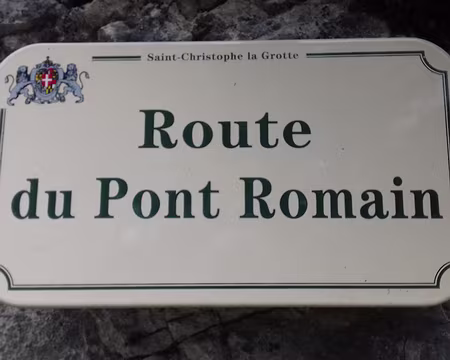 Saint-Christophe la Grotte
Route
du Pont Romain